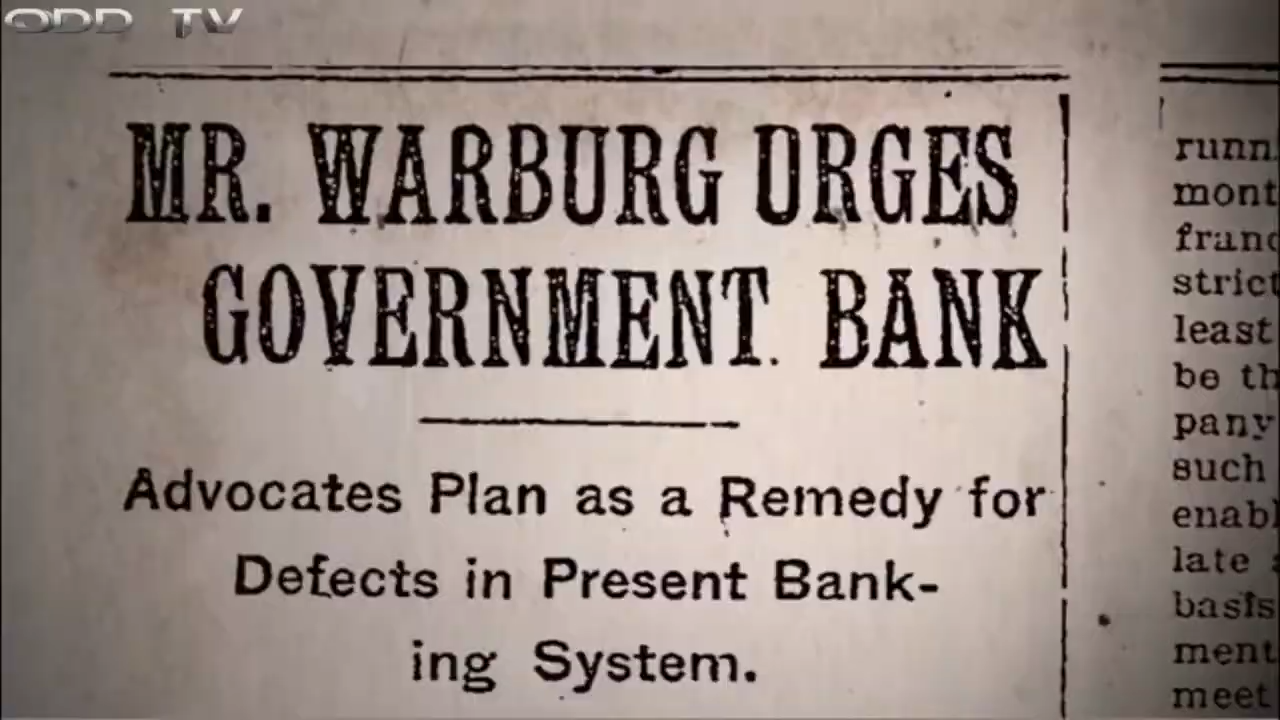 ODD TV
MR. WARBURG URGES
GOVERNMENT BANK
Advocates Plan as a Remedy for
Defects in Present Bank-
ing System.
runn
mont
franc
strict
least
be th
pany
such
enabl
late
basis
ment
meet